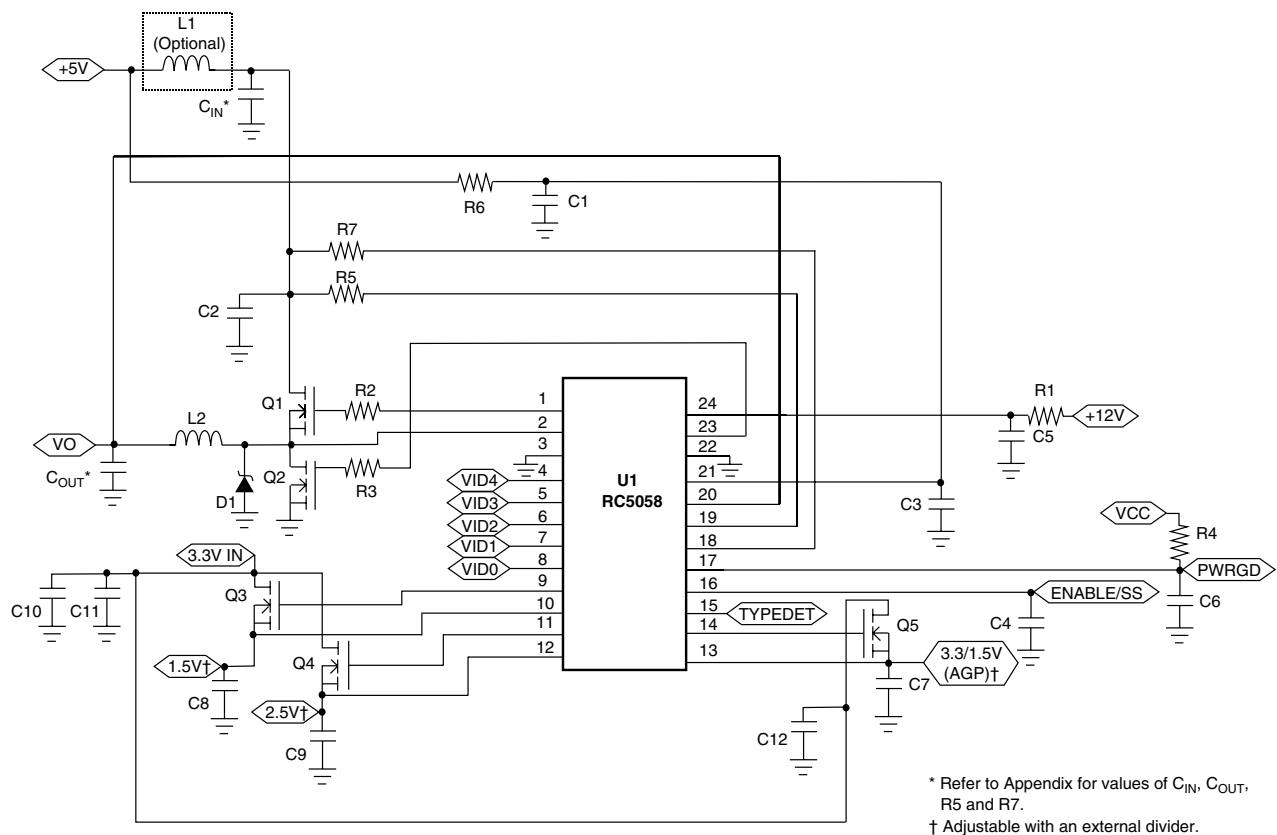 L1
(Optional)
+5V
C_IN*
R6
C1
R7
R5
C2
Q1
R2
1
24
R1
+12V
L2
2
23
C5
VO
3
22
C_OUT*
Q2
R3
D1
VID4
4
U1
21
RC5058
VID3
5
20
C3
VID2
6
19
VCC
VID1
7
18
R4
VID0
8
17
PWRGD
3.3V IN
9
16
ENABLE/SS
C10
C11
Q3
10
15
TYPEDET
C6
11
14
Q5
C4
1.5V†
Q4
12
13
3.3/1.5V
(AGP)†
C8
C7
2.5V†
C9
C12
* Refer to Appendix for values of C_IN, C_OUT,
R5 and R7.
† Adjustable with an external divider.